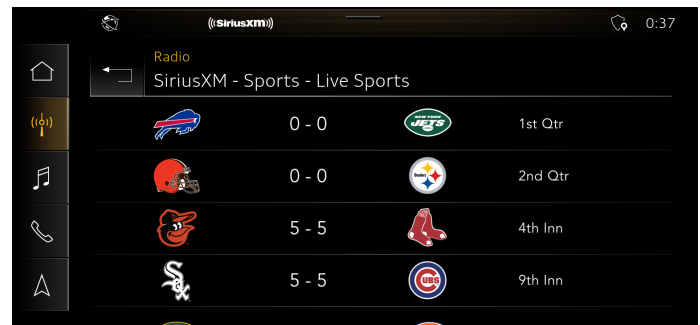 ((SiriusXM))
0:37
Radio
SiriusXM - Sports - Live Sports
0 - 0
NEW YORK
JETS
1st Qtr
0 - 0
Steelers
2nd Qtr
5 - 5
4th Inn
Sox
5 - 5
CUBS
9th Inn